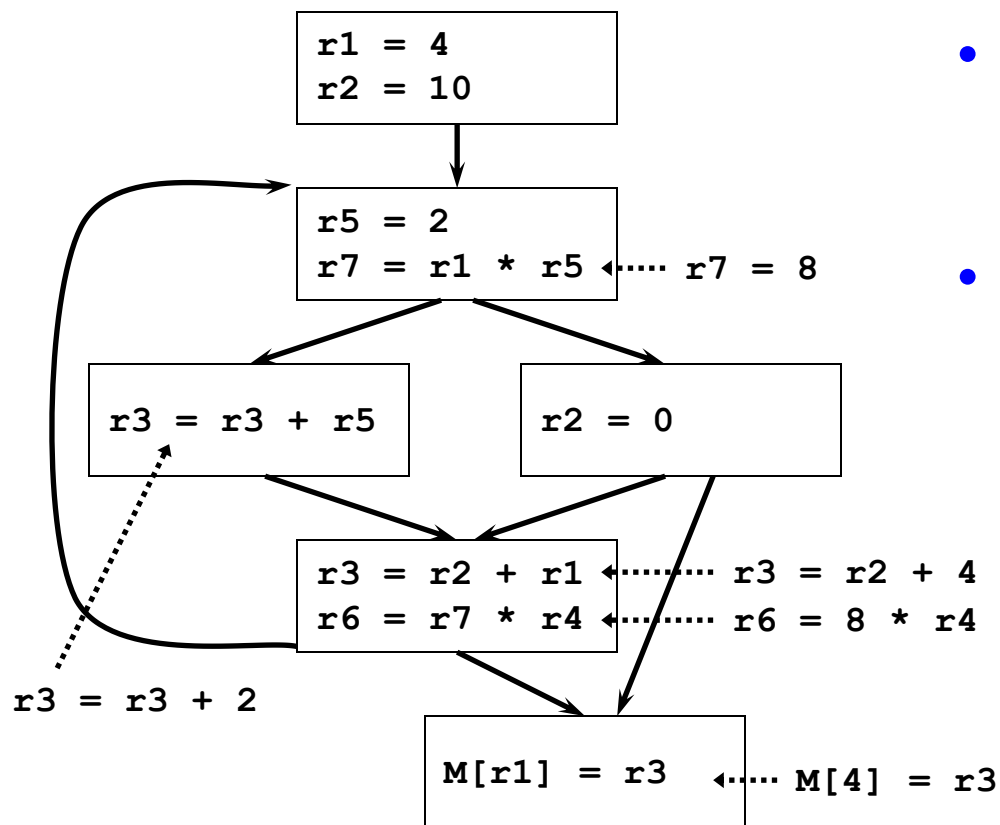 r1 = 4
r2 = 10
r5 = 2
r7 = r1 * r5
r7 = 8
r3 = r3 + r5
r2 = 0
r3 = r2 + r1
r3 = r2 + 4
r6 = r7 * r4
r6 = 8 * r4
r3 = r3 + 2
M[r1] = r3
M[4] = r3